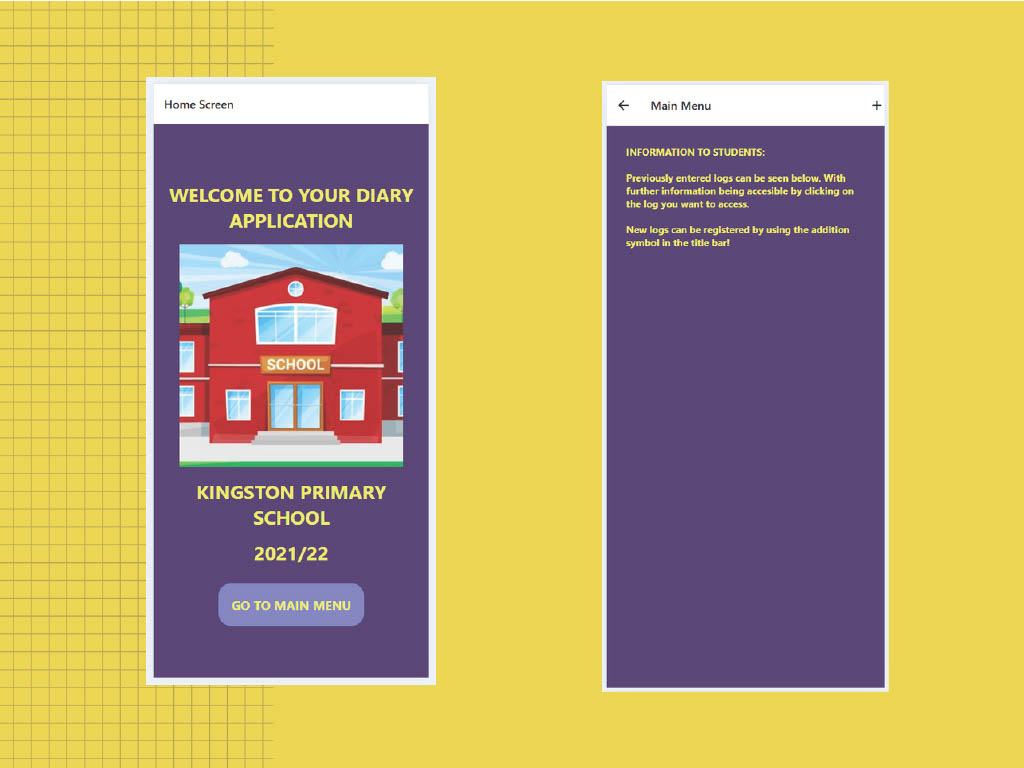 Home Screen
WELCOME TO YOUR DIARY
APPLICATION
SCHOOL
KINGSTON PRIMARY
SCHOOL
2021/22
GO TO MAIN MENU
Main Menu
INFORMATION TO STUDENTS:
Previously entered logs can be seen below. With
further information being accesible by clicking on
the log you want to access.
New logs can be registered by using the addition
symbol in the title bar!